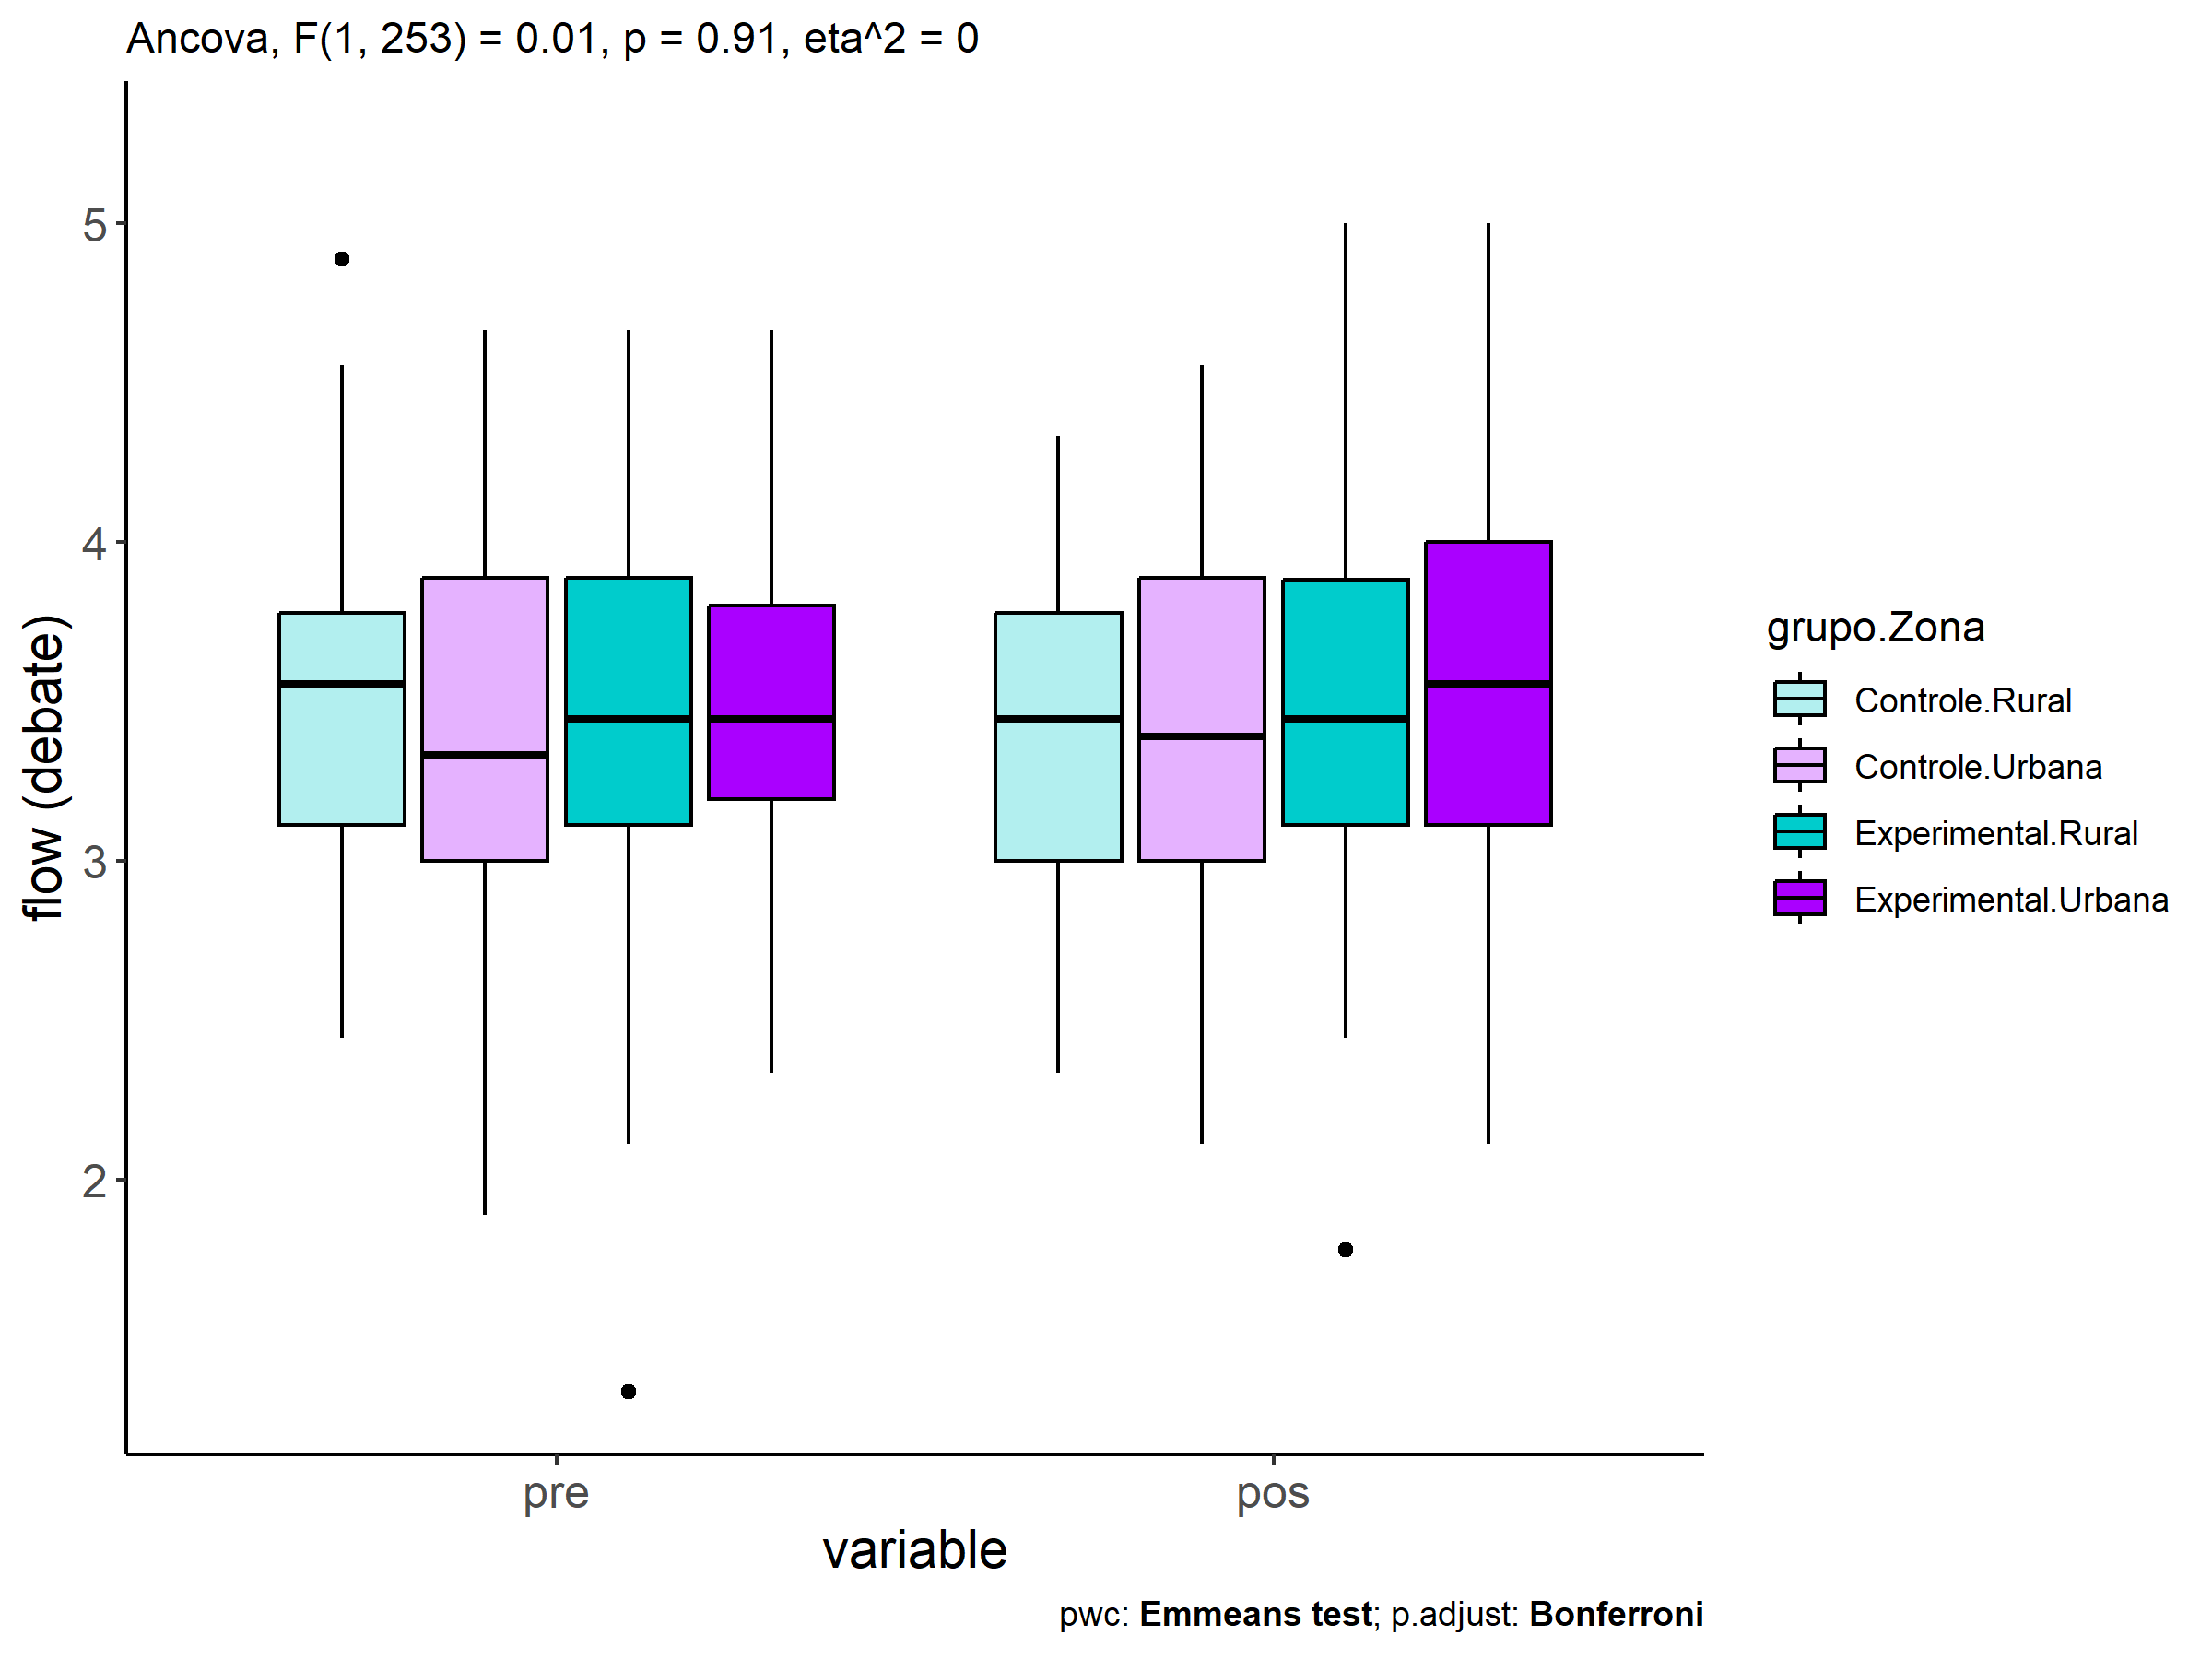 Ancova, F(1, 253) = 0.01, p = 0.91, eta^2 = 0
flow (debate)
5
4
3
2
pre
pos
variable
grupo.Zona
Controle.Rural
Controle.Urbana
Experimental.Rural
Experimental.Urbana
pwc: Emmeans test; p.adjust: Bonferroni